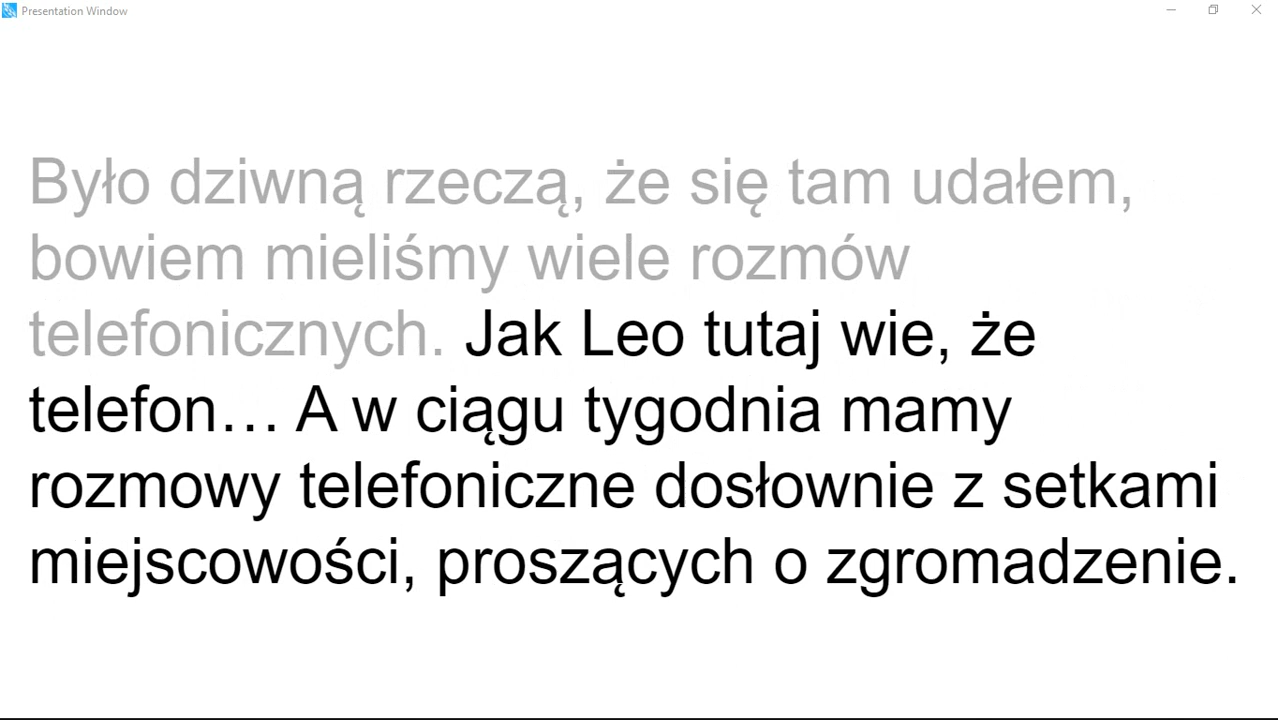 Presentation Window
Było dziwną rzeczą, że się tam udałem,
bowiem mieliśmy wiele rozmów
telefonicznych. Jak Leo tutaj wie, że
telefon… A w ciągu tygodnia mamy
rozmowy telefoniczne dosłownie z setkami
miejscowości, proszących o zgromadzenie.